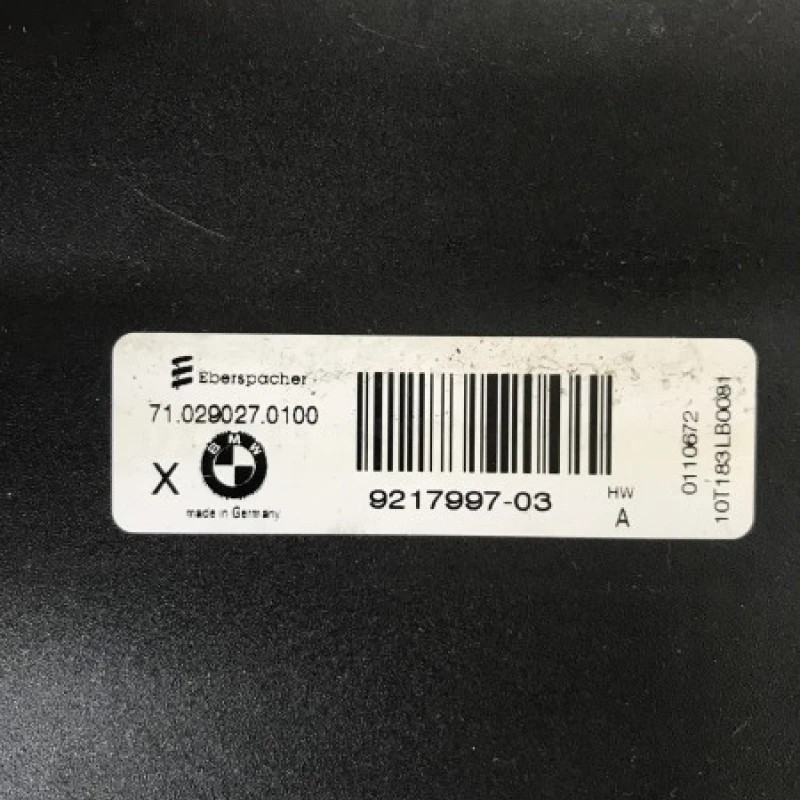 Eberspächer
71.029027.0100
BMW
X
made in Germany
9217997-03
HW
A
0110672
10T183LB0081